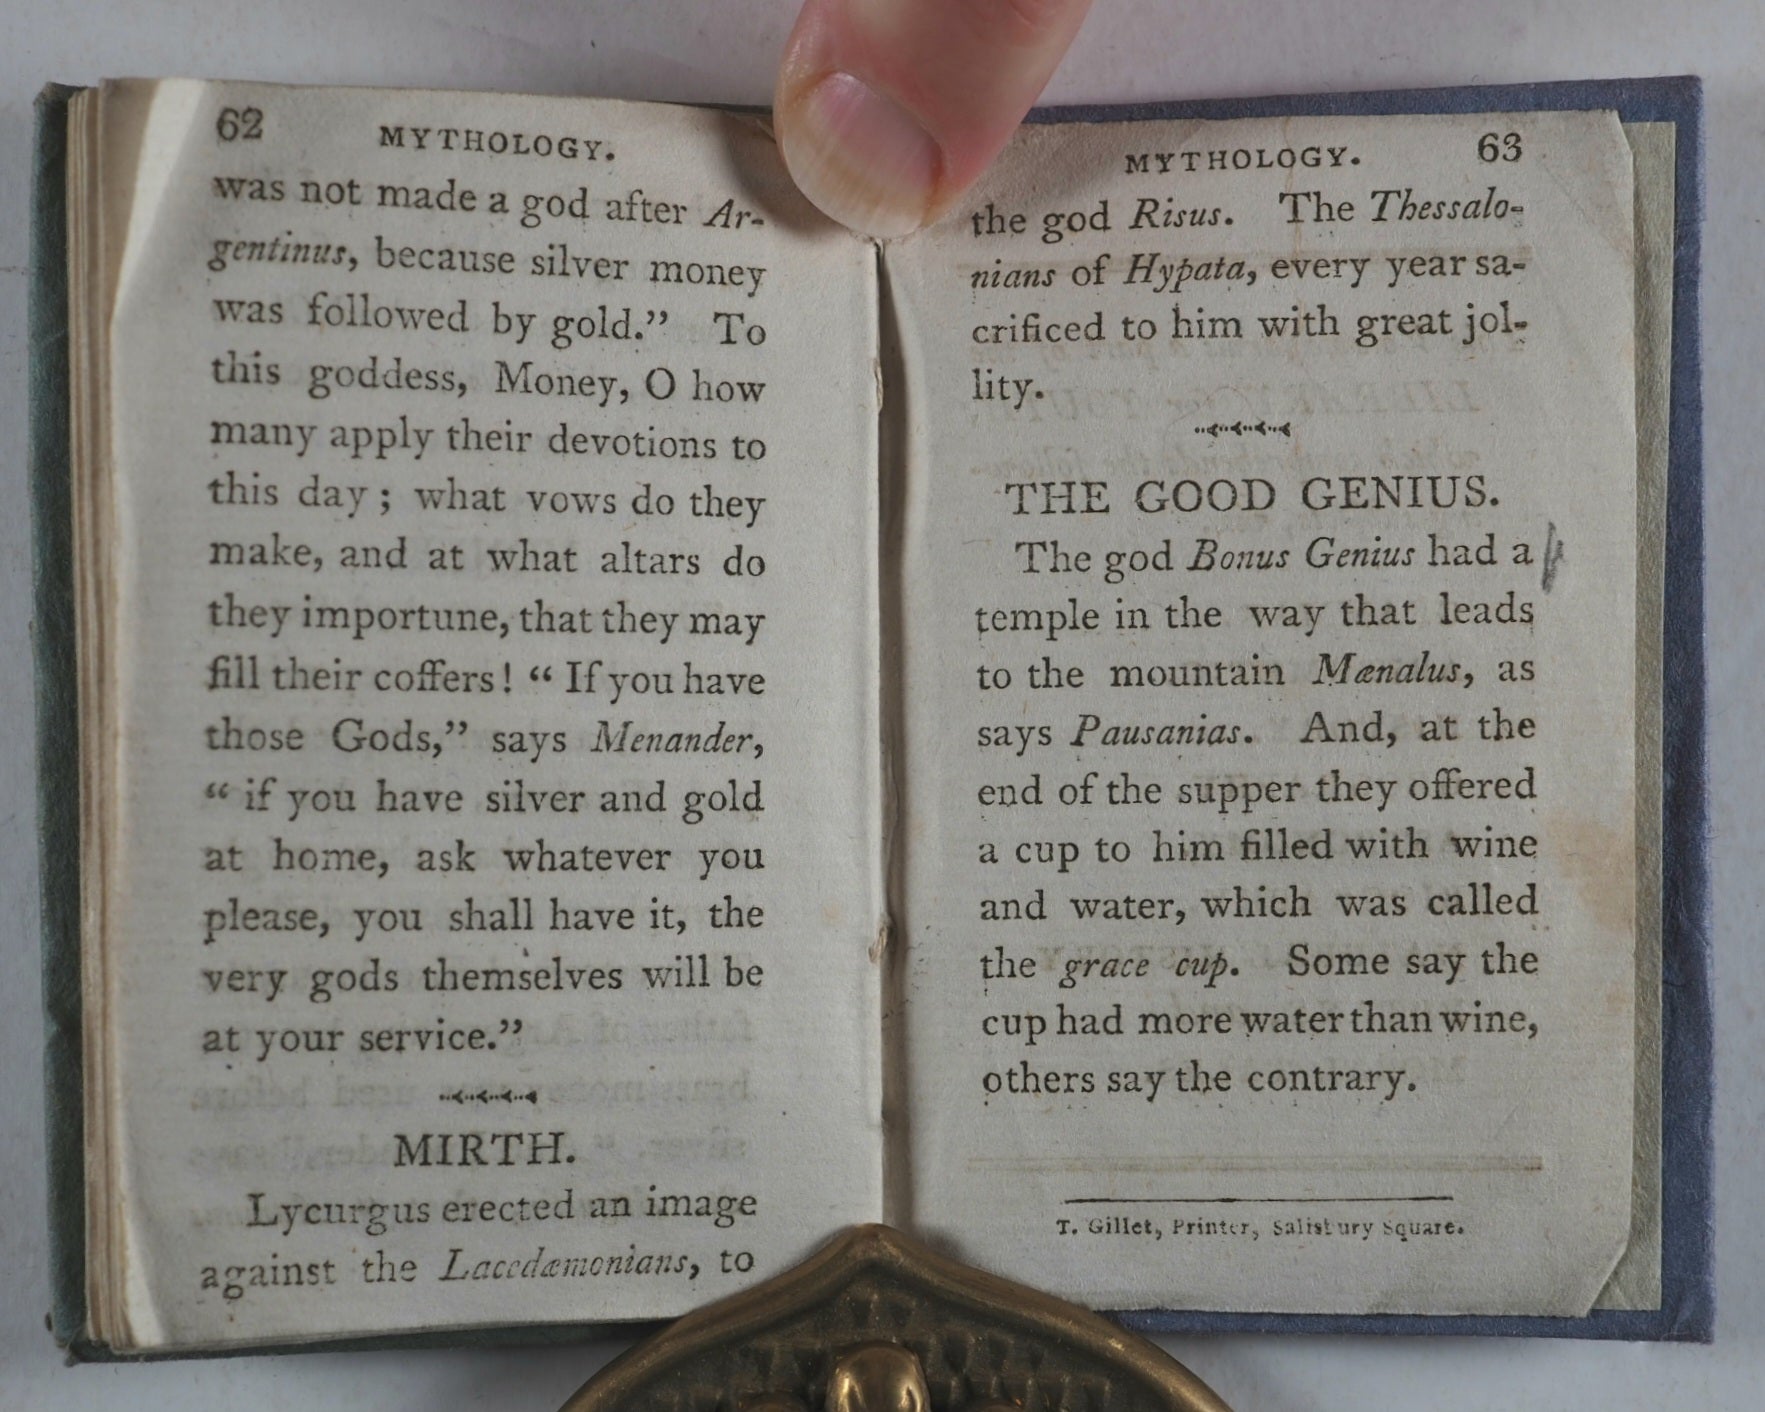 62
MYTHOLOGY.
was not made a god after Ar-
gentinus, because silver money
was followed by gold.” To
this goddess, Money, O how
many apply their devotions to
this day; what vows do they
make, and at what altars do
they importune, that they may
fill their coffers! “ If you have
those Gods,” says Menander,
“ if you have silver and gold
at home, ask whatever you
please, you shall have it, the
very gods themselves will be
at your service.”
MIRTH.
Lycurgus erected an image
against the Lacedæmonians, to
MYTHOLOGY. 63
the god Risus. The Thessalo-
nians of Hypata, every year sa-
crificed to him with great jol-
lity.
THE GOOD GENIUS.
The god Bonus Genius had a
temple in the way that leads
to the mountain Mænalus, as
says Pausanias. And, at the
end of the supper they offered
a cup to him filled with wine
and water, which was called
the grace cup. Some say the
cup had more water than wine,
others say the contrary.
T. Gillet, Printer, Salisbury Square.